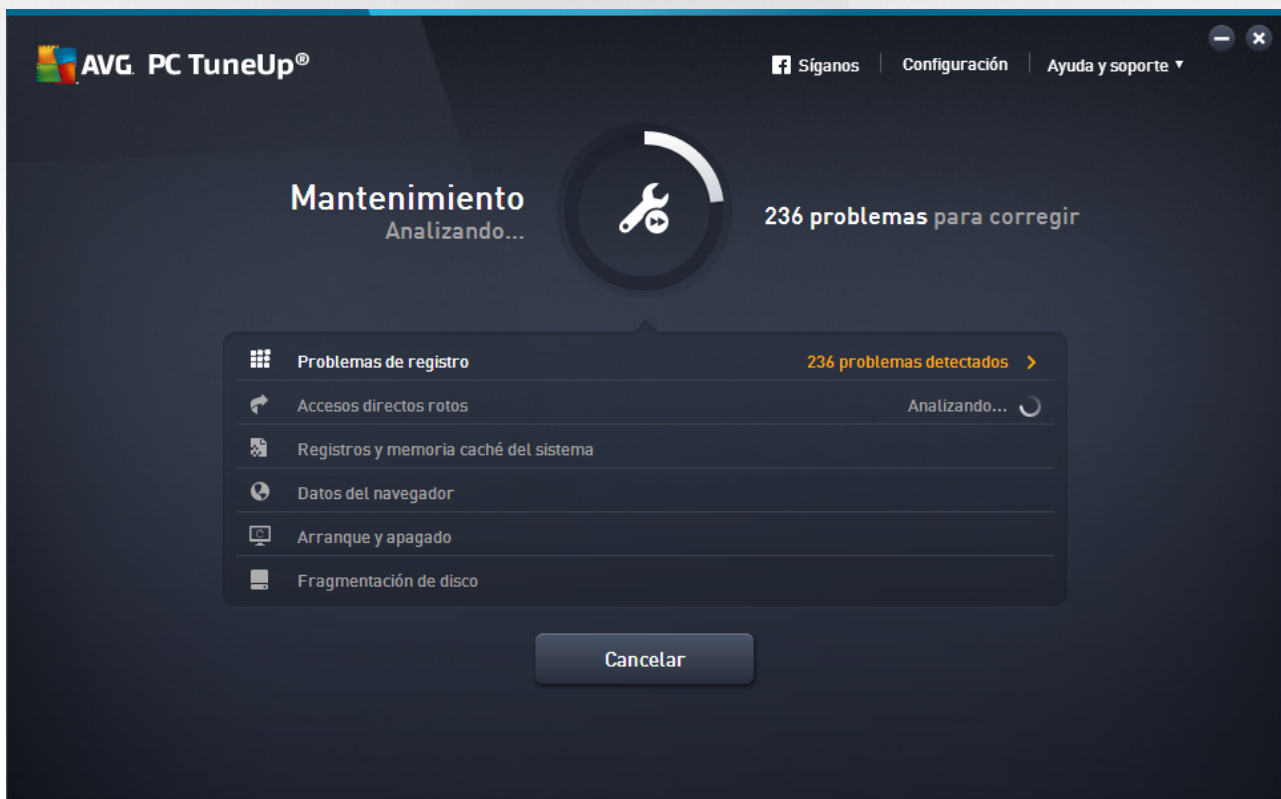 AVG. PC TuneUp®
Síganos
Configuración
Ayuda y soporte ▼
Mantenimiento
Analizando...
236 problemas para corregir
Problemas de registro
236 problemas detectados
Accesos directos rotos
Analizando...
Registros y memoria caché del sistema
Datos del navegador
Arranque y apagado
Fragmentación de disco
Cancelar